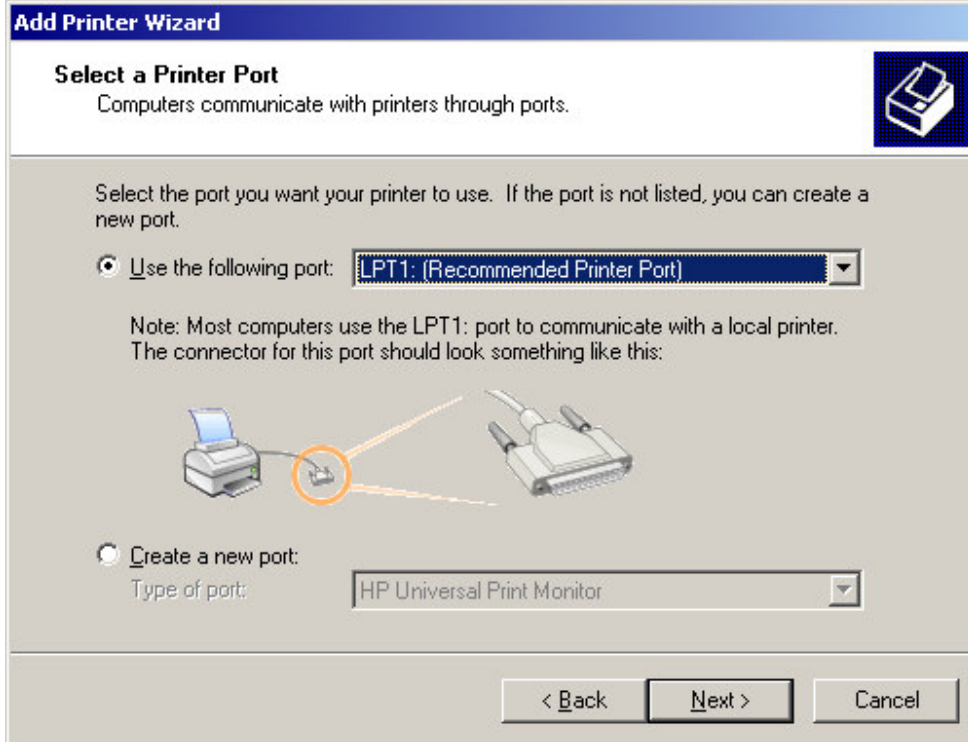 Add Printer Wizard
Select a Printer Port
Computers communicate with printers through ports.
Select the port you want your printer to use.  If the port is not listed, you can create a
new port.
Use the following port: LPT1: (Recommended Printer Port)
Note: Most computers use the LPT1: port to communicate with a local printer.
The connector for this port should look something like this:
Create a new port:
Type of port: HP Universal Print Monitor
< Back Next > Cancel